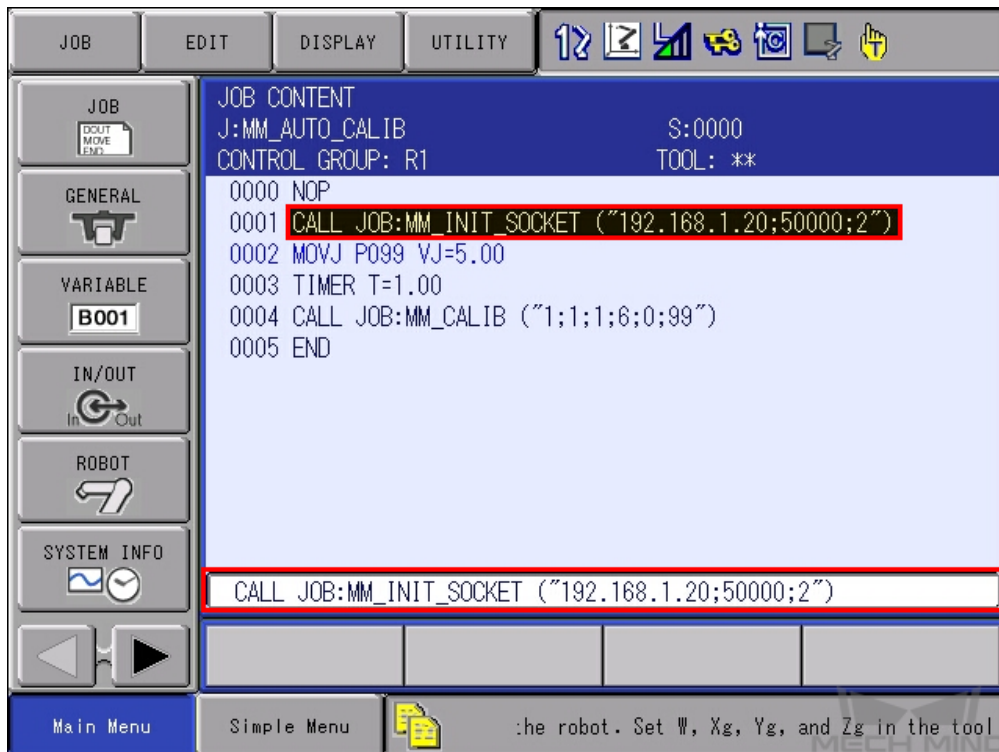 JOB EDIT DISPLAY UTILITY
JOB
DOUT
MOVE
END
GENERAL
VARIABLE
B001
IN/OUT
In Out
ROBOT
SYSTEM INFO
JOB CONTENT
J:MM_AUTO_CALIB S:0000
CONTROL GROUP: R1 TOOL: **
0000 NOP
0001 CALL JOB:MM_INIT_SOCKET ("192.168.1.20;50000;2")
0002 MOVJ P099 VJ=5.00
0003 TIMER T=1.00
0004 CALL JOB:MM_CALIB ("1;1;1;6;0;99")
0005 END
CALL JOB:MM_INIT_SOCKET ("192.168.1.20;50000;2")
Main Menu Simple Menu :he robot. Set W, Xg, Yg, and Zg in the tool
MECH MIND